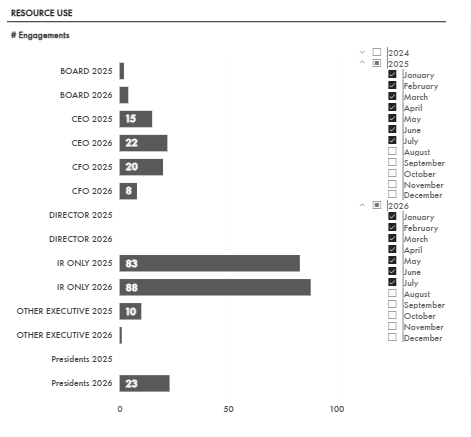 RESOURCE USE
# Engagements
BOARD 2025
BOARD 2026
CEO 2025 15
CEO 2026 22
CFO 2025 20
CFO 2026 8
DIRECTOR 2025
DIRECTOR 2026
IR ONLY 2025 83
IR ONLY 2026 88
OTHER EXECUTIVE 2025 10
OTHER EXECUTIVE 2026
Presidents 2025
Presidents 2026 23
0 50 100
2024
2025
January
February
March
April
May
June
July
August
September
October
November
December
2026
January
February
March
April
May
June
July
August
September
October
November
December